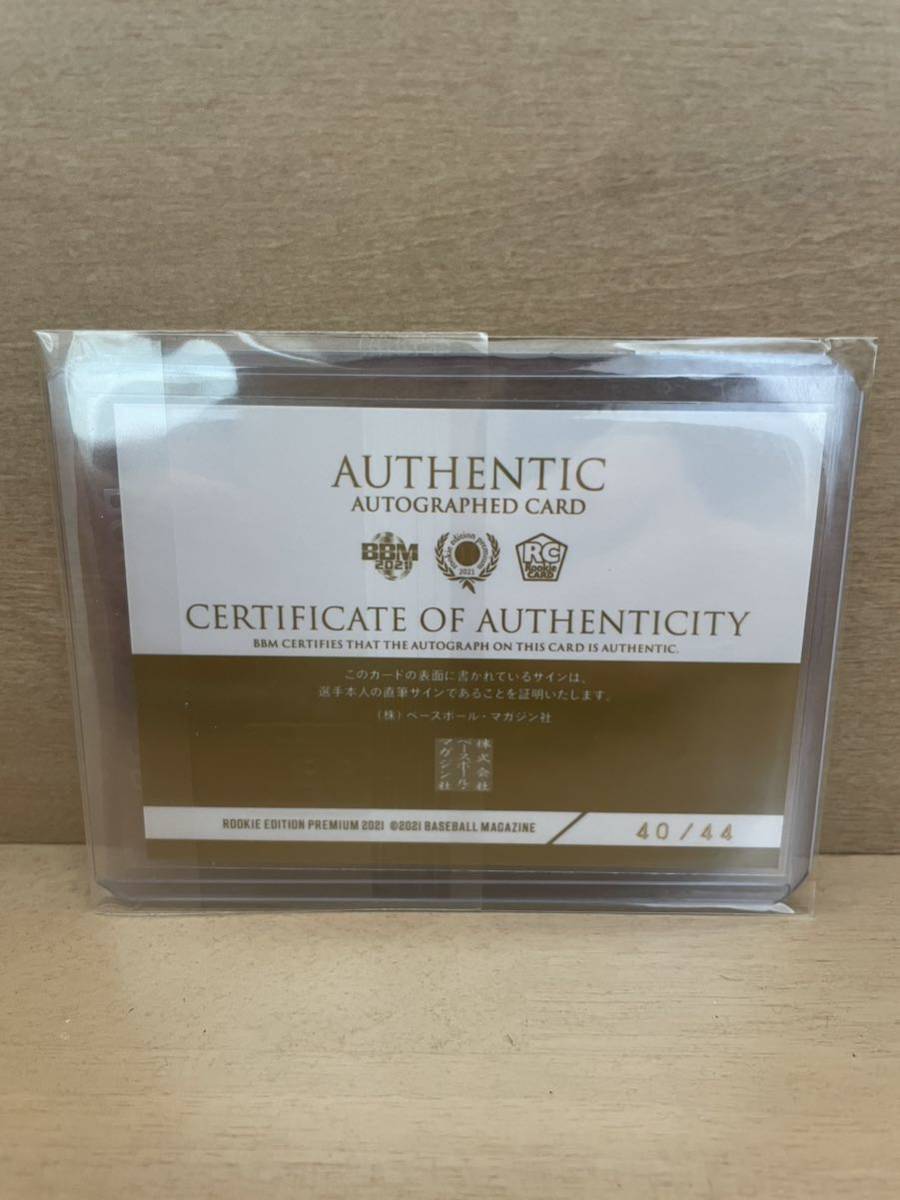 AUTHENTIC
AUTOGRAPHED CARD
BBM
2021
rookie edition premium
2021
RC
Rookie CARD
CERTIFICATE OF AUTHENTICITY
BBM CERTIFIES THAT THE AUTOGRAPH ON THIS CARD IS AUTHENTIC.
このカードの表面に書かれているサインは、
選手本人の直筆サインであることを証明いたします。
(株)ベースボール・マガジン社
株式会社
ベースボール・
マガジン社
ROOKIE EDITION PREMIUM 2021 ©2021 BASEBALL MAGAZINE
40/44